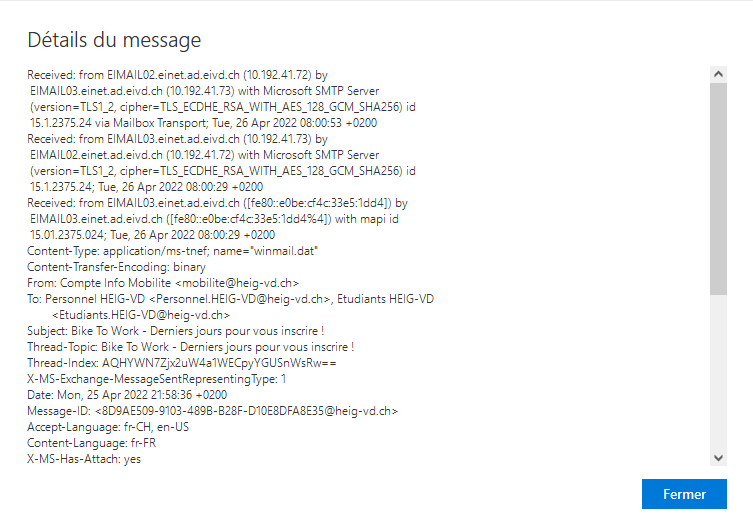 Détails du message
Received: from EIMAIL02.einet.ad.eivd.ch (10.192.41.72) by
EIMAIL03.einet.ad.eivd.ch (10.192.41.73) with Microsoft SMTP Server
(version=TLS1_2, cipher=TLS_ECDHE_RSA_WITH_AES_128_GCM_SHA256) id
15.1.2375.24 via Mailbox Transport; Tue, 26 Apr 2022 08:00:53 +0200
Received: from EIMAIL03.einet.ad.eivd.ch (10.192.41.73) by
EIMAIL02.einet.ad.eivd.ch (10.192.41.72) with Microsoft SMTP Server
(version=TLS1_2, cipher=TLS_ECDHE_RSA_WITH_AES_128_GCM_SHA256) id
15.1.2375.24; Tue, 26 Apr 2022 08:00:29 +0200
Received: from EIMAIL03.einet.ad.eivd.ch ([fe80::e0be:cf4c:33e5:1dd4]) by
EIMAIL03.einet.ad.eivd.ch ([fe80::e0be:cf4c:33e5:1dd4%4]) with mapi id
15.01.2375.024; Tue, 26 Apr 2022 08:00:29 +0200
Content-Type: application/ms-tnef; name="winmail.dat"
Content-Transfer-Encoding: binary
From: Compte Info Mobilite <mobilite@heig-vd.ch>
To: Personnel HEIG-VD <Personnel.HEIG-VD@heig-vd.ch>, Etudiants HEIG-VD
<Etudiants.HEIG-VD@heig-vd.ch>
Subject: Bike To Work - Derniers jours pour vous inscrire !
Thread-Topic: Bike To Work - Derniers jours pour vous inscrire !
Thread-Index: AQHYWN7Zjx2uW4a1WECpyYGUSnWsRw==
X-MS-Exchange-MessageSentRepresentingType: 1
Date: Mon, 25 Apr 2022 21:58:36 +0200
Message-ID: <8D9AE509-9103-489B-B28F-D10E8DFA8E35@heig-vd.ch>
Accept-Language: fr-CH, en-US
Content-Language: fr-FR
X-MS-Has-Attach: yes
Fermer